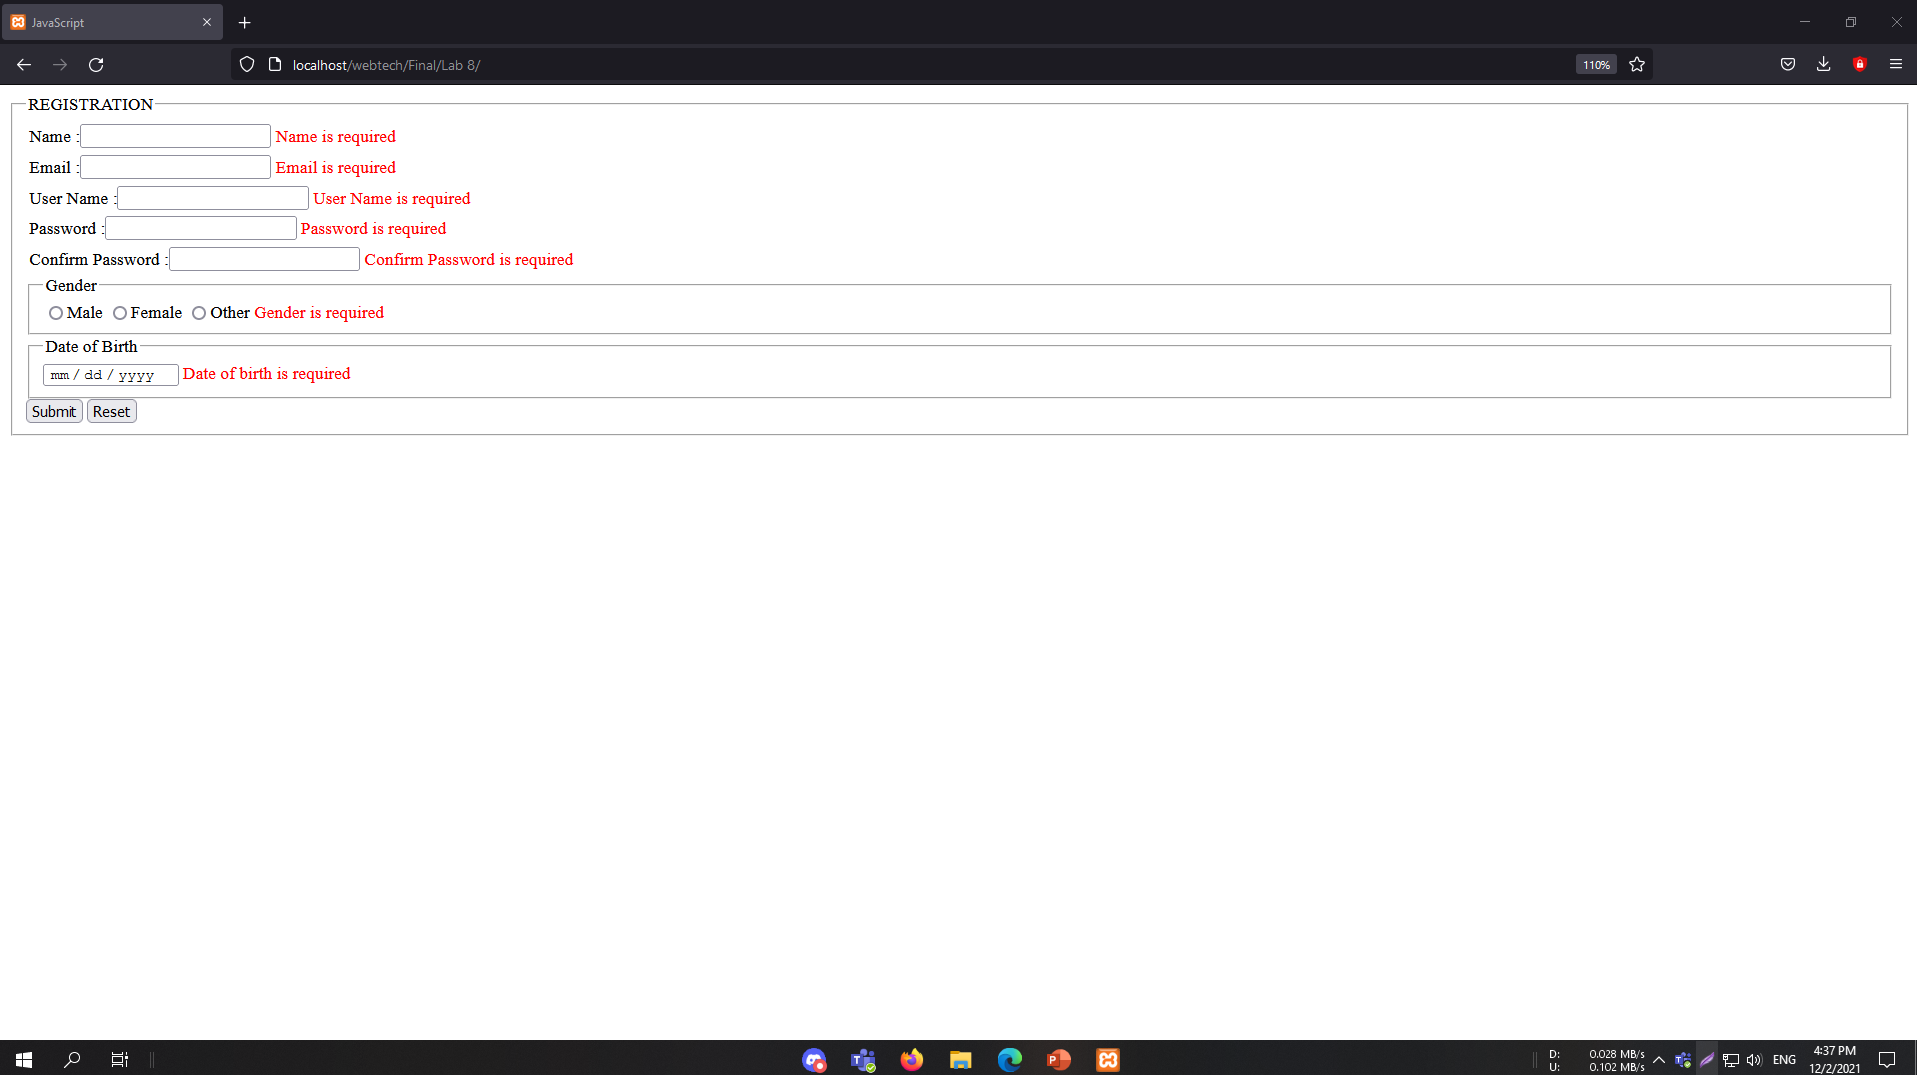 JavaScript
localhost/webtech/Final/Lab 8/
110%
REGISTRATION
Name : Name is required
Email : Email is required
User Name : User Name is required
Password : Password is required
Confirm Password : Confirm Password is required
Gender
Male Female Other Gender is required
Date of Birth
mm / dd / yyyy Date of birth is required
Submit Reset
D: 0.028 MB/s
U: 0.102 MB/s
ENG
4:37 PM
12/2/2021